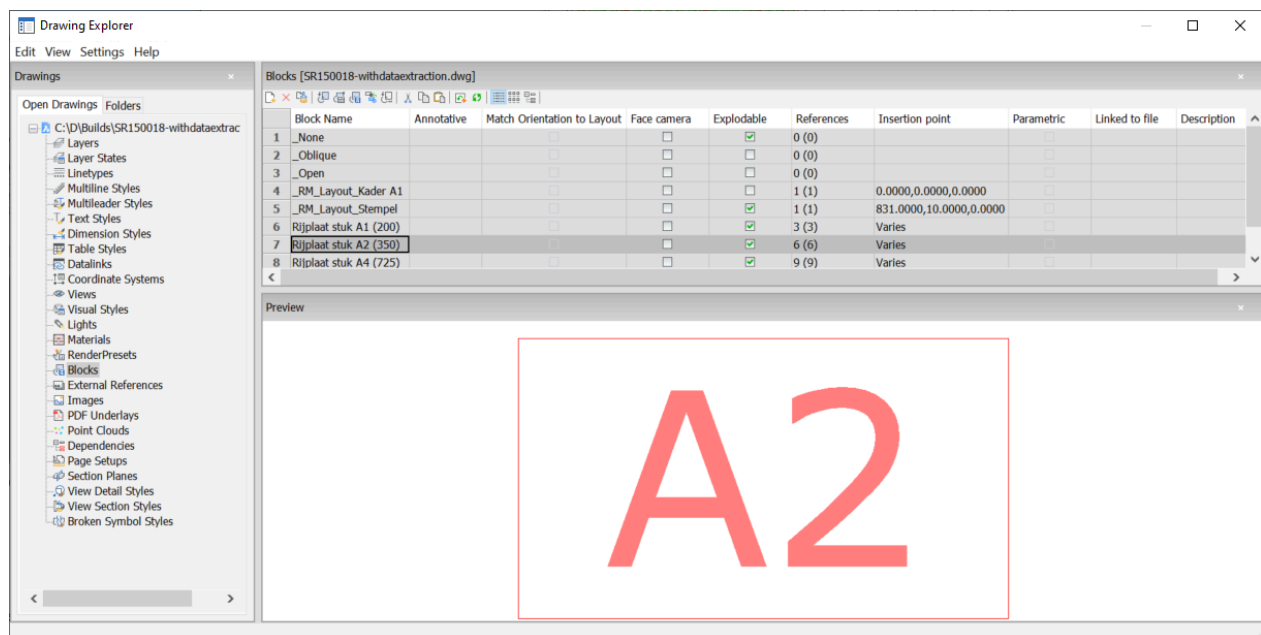 Drawing Explorer
Edit View Settings Help
Drawings
Open Drawings Folders
C:\D\Builds\SR150018-withdataextrac
Layers
Layer States
Linetypes
Multiline Styles
Multileader Styles
Text Styles
Dimension Styles
Table Styles
Datalinks
Coordinate Systems
Views
Visual Styles
Lights
Materials
RenderPresets
Blocks
External References
Images
PDF Underlays
Point Clouds
Dependencies
Page Setups
Section Planes
View Detail Styles
View Section Styles
Broken Symbol Styles
Blocks [SR150018-withdataextraction.dwg]
Block Name Annotative Match Orientation to Layout Face camera Explodable References Insertion point Parametric Linked to file Description
1 _None 0 (0)
2 _Oblique 0 (0)
3 _Open 0 (0)
4 _RM_Layout_Kader A1 1 (1) 0.0000,0.0000,0.0000
5 _RM_Layout_Stempel 1 (1) 831.0000,10.0000,0.0000
6 Rijplaat stuk A1 (200) 3 (3) Varies
7 Rijplaat stuk A2 (350) 6 (6) Varies
8 Rijplaat stuk A4 (725) 9 (9) Varies
Preview
A2